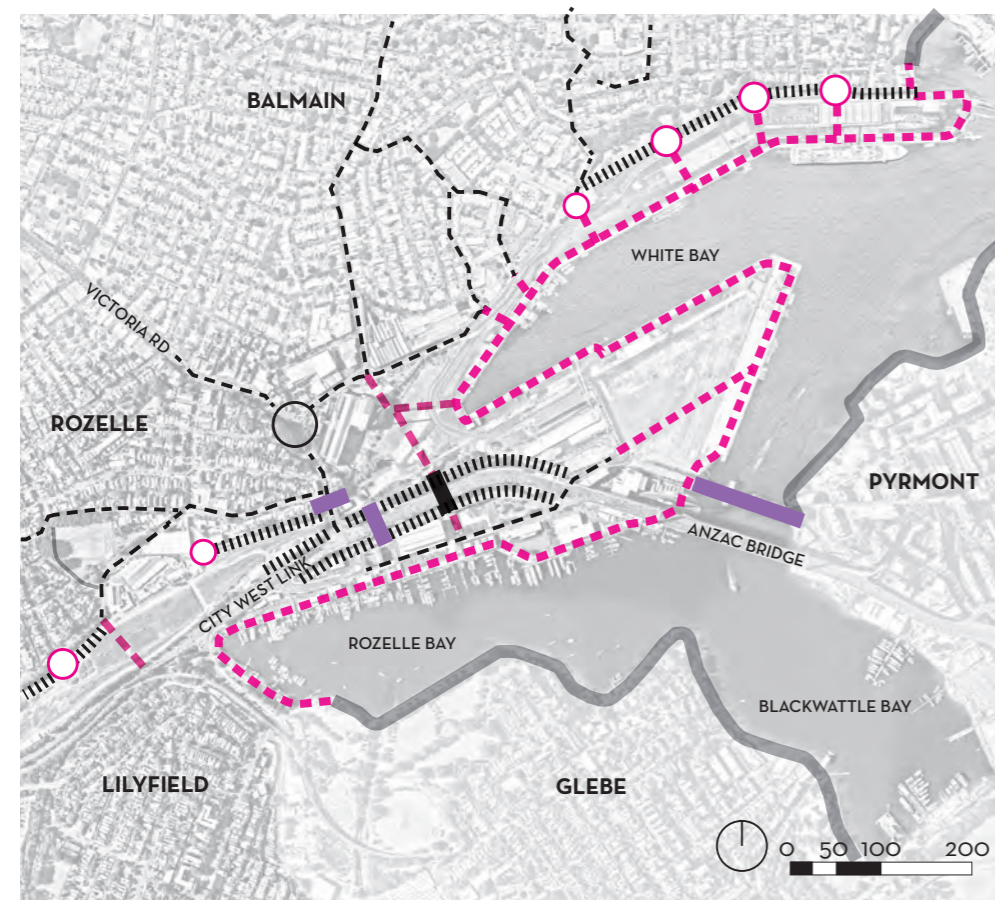 BALMAIN
WHITE BAY
VICTORIA RD
ROZELLE
PYRMONT
ANZAC BRIDGE
CITY WEST LINK
ROZELLE BAY
BLACKWATTLE BAY
LILYFIELD
GLEBE
0 50 100 200